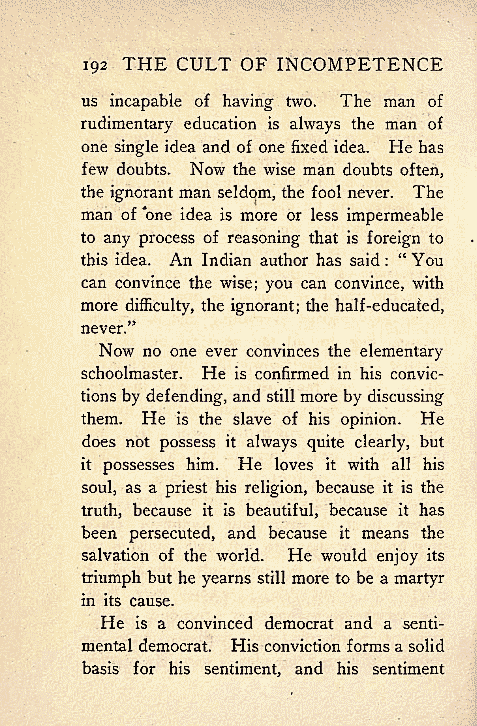 192 THE CULT OF INCOMPETENCE
us incapable of having two. The man of
rudimentary education is always the man of
one single idea and of one fixed idea. He has
few doubts. Now the wise man doubts often,
the ignorant man seldom, the fool never. The
man of one idea is more or less impermeable
to any process of reasoning that is foreign to
this idea. An Indian author has said: “You
can convince the wise; you can convince, with
more difficulty, the ignorant; the half-educated,
never.”
Now no one ever convinces the elementary
schoolmaster. He is confirmed in his convic-
tions by defending, and still more by discussing
them. He is the slave of his opinion. He
does not possess it always quite clearly, but
it possesses him. He loves it with all his
soul, as a priest his religion, because it is the
truth, because it is beautiful, because it has
been persecuted, and because it means the
salvation of the world. He would enjoy its
triumph but he yearns still more to be a martyr
in its cause.
He is a convinced democrat and a senti-
mental democrat. His conviction forms a solid
basis for his sentiment, and his sentiment